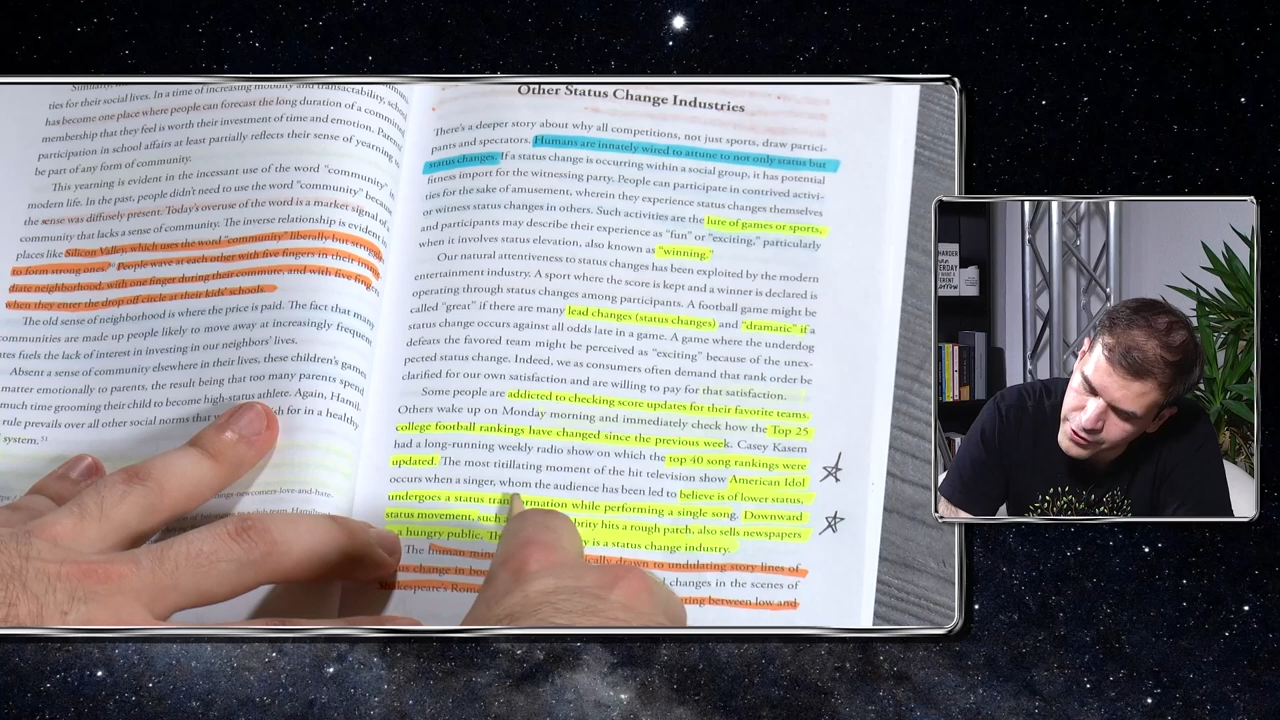 Similarly,
ties for their social lives. In a time of increasing mobility and transactability,
has become one place where people can forecast the long duration of a committed
membership that they feel is worth their investment of time and emotion.
participation in school affairs at least partially reflects their sense of yearning to
be part of any form of community.
This yearning is evident in the incessant use of the word “community” in
modern life. In the past, people didn’t need to use the word “community” because
the sense was diffusely present. Today’s overuse of the word is a market signal of a
community that lacks a sense of community. The inverse relationship is evident in
places like Silicon Valley, which uses the word “community” liberally but struggles
to form strong ones. People wave at each other with five fingers in their
diate neighborhood, with one finger during their commute, and with five fingers
when they enter the drop off circle at their kids’ schools.
The old sense of neighborhood is where the price is paid. The fact that many
communities are made up of people likely to move away at increasingly frequent
fuels the lack of interest in investing in our neighbors’ lives.
Absent a sense of community elsewhere in their lives, these children’s games
matter emotionally to parents, the result being that too many parents spend
much time grooming their child to become high-status athlete. Again,
rule prevails over all other social norms that for in a healthy
system.51
Other Status Change Industries
There’s a deeper story about why all competitions, not just sports, draw partici-
pants and spectators. Humans are innately wired to attune to not only status but
status changes. If a status change is occurring within a social group, it has potential
fitness import for the witnessing party. People can participate in contrived activi-
ties for the sake of amusement, wherein they experience status changes themselves
or witness status changes in others. Such activities are the lure of games or sports,
and participants may describe their experience as “fun” or “exciting,” particularly
when it involves status elevation, also known as “winning.”
Our natural attentiveness to status changes has been exploited by the modern
entertainment industry. A sport where the score is kept and a winner is declared is
operating through status changes among participants. A football game might be
called “great” if there are many lead changes (status changes) and “dramatic” if a
status change occurs against all odds late in a game. A game where the underdog
defeats the favored team might be perceived as “exciting” because of the unex-
pected status change. Indeed, we as consumers often demand that rank order be
clarified for our own satisfaction and are willing to pay for that satisfaction.
Some people are addicted to checking score updates for their favorite teams.
Others wake up on Monday morning and immediately check how the Top 25
college football rankings have changed since the previous week. Casey Kasem
had a long-running weekly radio show on which the top 40 song rankings were
updated. The most titillating moment of the hit television show American Idol
occurs when a singer, whom the audience has been led to believe is of lower status,
undergoes a status transformation while performing a single song. Downward
status movement, such a brity hits a rough patch, also sells newspapers
a hungry public. y is a status change industry.
The human cally drawn to undulating story lines of
change in changes in the scenes of
Shakespeare’s ting between low and
HARDER
than
YESTERDAY
WANT A
DIFFERENT